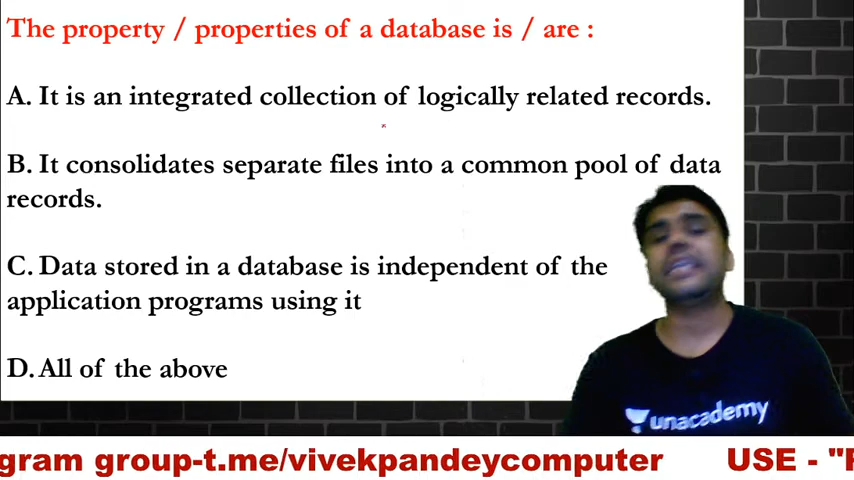 The property / properties of a database is / are :
A. It is an integrated collection of logically related records.
B. It consolidates separate files into a common pool of data
records.
C. Data stored in a database is independent of the
application programs using it
D. All of the above
unacademy
gram group-t.me/vivekpandeycomputer USE - "